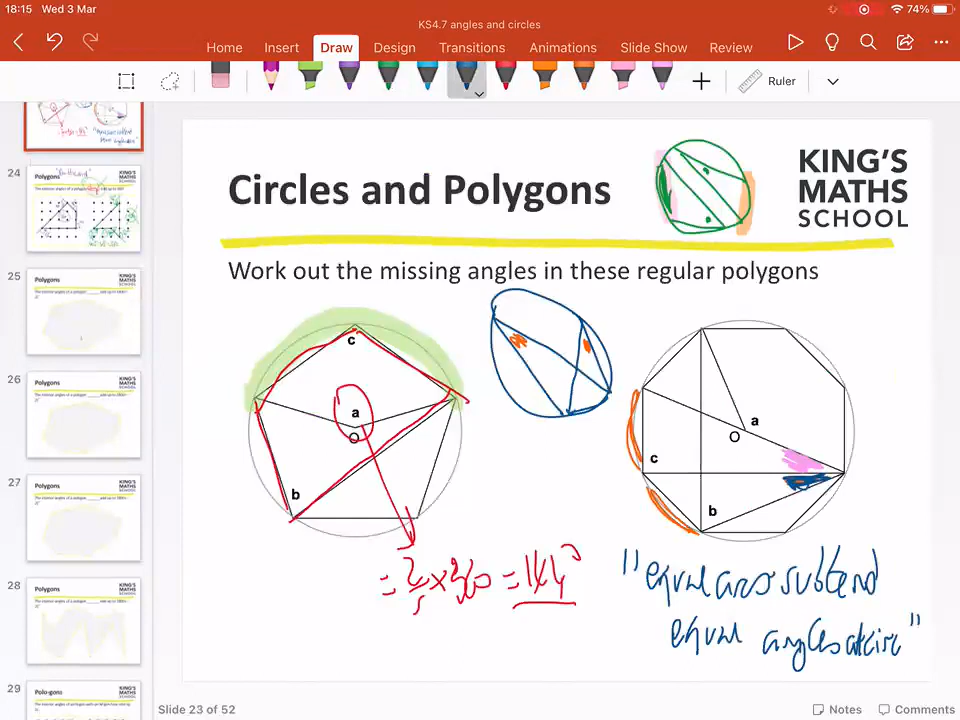 18:15 Wed 3 Mar
74%
KS4.7 angles and circles
Home Insert Draw Design Transitions Animations Slide Show Review
Ruler
24
Polygons
25
Polygons
26
Polygons
27
Polygons
28
Polygons
29
Polo-gons
KING'S
MATHS
SCHOOL
Circles and Polygons
Work out the missing angles in these regular polygons
c
a
O
b
a
O
c
b
= 2/5 × 360 = 144°
"equal arcs subtend
equal angles at circ"
Slide 23 of 52
Notes Comments